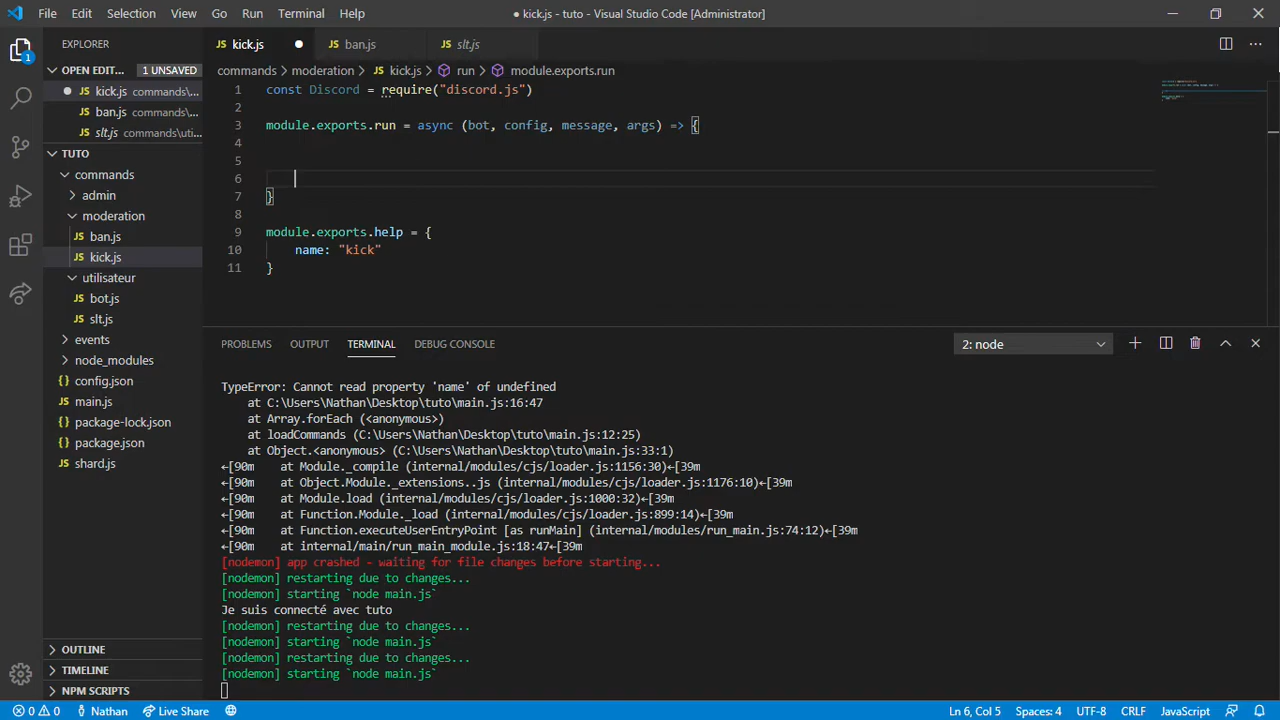 File Edit Selection View Go Run Terminal Help
● kick.js - tuto - Visual Studio Code [Administrator]
EXPLORER
OPEN EDIT... 1 UNSAVED
kick.js commands\...
ban.js commands\...
slt.js commands\uti...
TUTO
commands
admin
moderation
ban.js
kick.js
utilisateur
bot.js
slt.js
events
node_modules
config.json
main.js
package-lock.json
package.json
shard.js
OUTLINE
TIMELINE
NPM SCRIPTS
1
kick.js ban.js slt.js
commands > moderation > kick.js > run > module.exports.run
1 const Discord = require("discord.js")
2
3 module.exports.run = async (bot, config, message, args) => {
4
5
6
7 }
8
9 module.exports.help = {
10 name: "kick"
11 }
PROBLEMS OUTPUT TERMINAL DEBUG CONSOLE
2: node
TypeError: Cannot read property 'name' of undefined
at C:\Users\Nathan\Desktop\tuto\main.js:16:47
at Array.forEach (<anonymous>)
at loadCommands (C:\Users\Nathan\Desktop\tuto\main.js:12:25)
at Object.<anonymous> (C:\Users\Nathan\Desktop\tuto\main.js:33:1)
←[90m at Module._compile (internal/modules/cjs/loader.js:1156:30)←[39m
←[90m at Object.Module._extensions..js (internal/modules/cjs/loader.js:1176:10)←[39m
←[90m at Module.load (internal/modules/cjs/loader.js:1000:32)←[39m
←[90m at Function.Module._load (internal/modules/cjs/loader.js:899:14)←[39m
←[90m at Function.executeUserEntryPoint [as runMain] (internal/modules/run_main.js:74:12)←[39m
←[90m at internal/main/run_main_module.js:18:47←[39m
[nodemon] app crashed - waiting for file changes before starting...
[nodemon] restarting due to changes...
[nodemon] starting `node main.js`
Je suis connecté avec tuto
[nodemon] restarting due to changes...
[nodemon] starting `node main.js`
[nodemon] restarting due to changes...
[nodemon] starting `node main.js`
0 0 Nathan Live Share Ln 6, Col 5 Spaces: 4 UTF-8 CRLF JavaScript